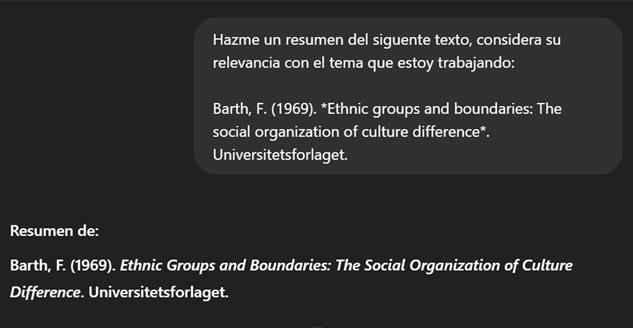 Hazme un resumen del siguente texto, considera su
relevancia con el tema que estoy trabajando:
Barth, F. (1969). *Ethnic groups and boundaries: The
social organization of culture difference*.
Universitetsforlaget.
Resumen de:
Barth, F. (1969). Ethnic Groups and Boundaries: The Social Organization of Culture
Difference. Universitetsforlaget.